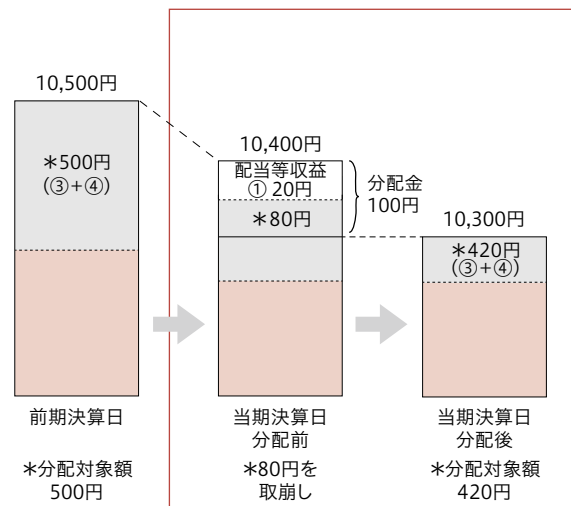 10,500円
＊500円
（③＋④）
前期決算日
＊分配対象額
500円
10,400円
配当等収益
① 20円
＊80円
分配金
100円
当期決算日
分配前
＊80円を
取崩し
10,300円
＊420円
（③＋④）
当期決算日
分配後
＊分配対象額
420円